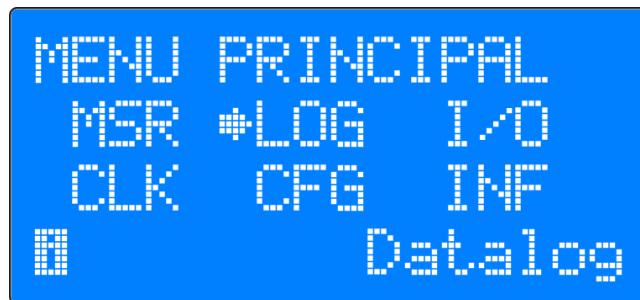 MENU PRINCIPAL
MSR ➧LOG I/O
CLK CFG INF
i Datalog